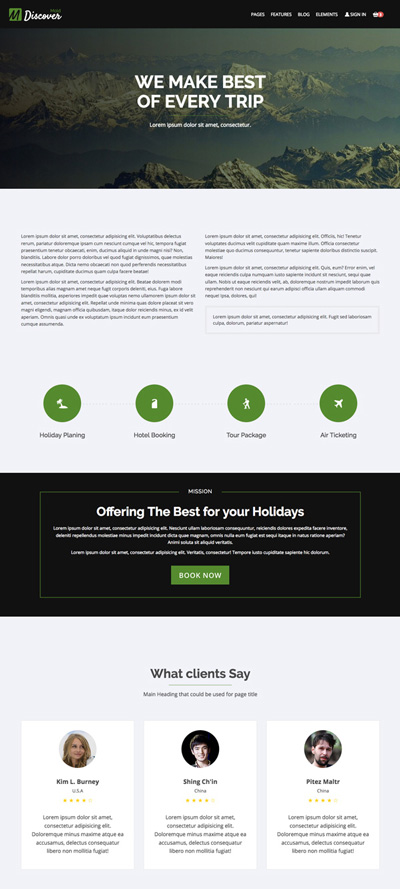 Mold
Discover
PAGES FEATURES BLOG ELEMENTS SIGN IN 3
WE MAKE BEST
OF EVERY TRIP
Lorem ipsum dolor sit amet, consectetur.
Lorem ipsum dolor sit amet, consectetur adipisicing elit. Voluptatibus delectus
rerum, pariatur doloremque ipsam cum nesciunt cumque vel hic, tempora fugiat
praesentium totam obcaecati, enim, ducimus aliquid in unde magni nisi? Non,
blanditiis. Labore dolor porro doloribus vel quod fugiat dignissimos, quae molestias
necessitatibus atque. Dicta nemo obcaecati non quod perferendis necessitatibus
repellat harum, cupiditate ducimus quam culpa facere beatae!
Lorem ipsum dolor sit amet, consectetur adipisicing elit. Beatae dolorem modi
temporibus alias magnam amet neque fugit corporis deleniti, eius. Fuga labore
blanditiis mollitia, asperiores impedit quae voluptas nemo ullamorem ipsum dolor sit
amet, consectetur adipisicing elit. Repellat unde minima quos dolore placeat id vero
magni eligendi, magnam officia quibusdam, totam, hic dolorum minus, ex id velit
aperiam. Omnis quas unde ex voluptatum ipsum incidunt eum praesentium
cumque assumenda.
Lorem ipsum dolor sit amet, consectetur adipisicing elit. Officiis, hic! Tenetur
voluptates ducimus velit cupiditate quam maxime illum. Officia consectetur
molestiae quo ducimus consequuntur, tenetur sapiente doloribus distinctio suscipit.
Maiores!
Lorem ipsum dolor sit amet, consectetur adipisicing elit. Quis, eum? Error enim, vel
eaque reiciendis culpa numquam iusto praesentium cupiditate ab ex cumque vel
ullam. Nobis ut eaque reiciendis velit, ab, doloremque nostrum ip laborum quia
reprehenderit non nesciunt et earum adipisci officia ullam aliquam commodi
neque! ipsa, dolores, qui!
Lorem ipsum dolor sit amet, consectetur adipisicing elit. Fugit sed laboriosam
culpa, dolorum, pariatur aspernatur!
Holiday Planing Hotel Booking Tour Package Air Ticketing
MISSION
Offering The Best for your Holidays
Lorem ipsum dolor sit amet, consectetur adipisicing elit. Nesciunt ullam laboriosam consequuntur, reiciendis dolores expedita facere inventore,
deleniti repellendus molestiae minus impedit incidunt dicta quae magnam, omnis nulla eum fugiat est sequi itaque in natus ratione aperiam?
Animi soluta sit aliquid veritatis.
Lorem ipsum dolor sit amet, consectetur adipisicing elit. Veritatis, consectetur! Tempore iusto cupiditate sapiente hic dolorum.
BOOK NOW
What clients Say
Main Heading that could be used for page title
Kim L. Burney
U.S.A
Lorem ipsum dolor sit amet,
consectetur adipisicing elit.
Doloremque minus maxime atque ea
accusamus, delectus consequatur
libero non mollitia fugiat!
Shing Ch'in
China
Lorem ipsum dolor sit amet,
consectetur adipisicing elit.
Doloremque minus maxime atque ea
accusamus, delectus consequatur
libero non mollitia fugiat!
Pitez Maltr
China
Lorem ipsum dolor sit amet,
consectetur adipisicing elit.
Doloremque minus maxime atque ea
accusamus, delectus consequatur
libero non mollitia fugiat!